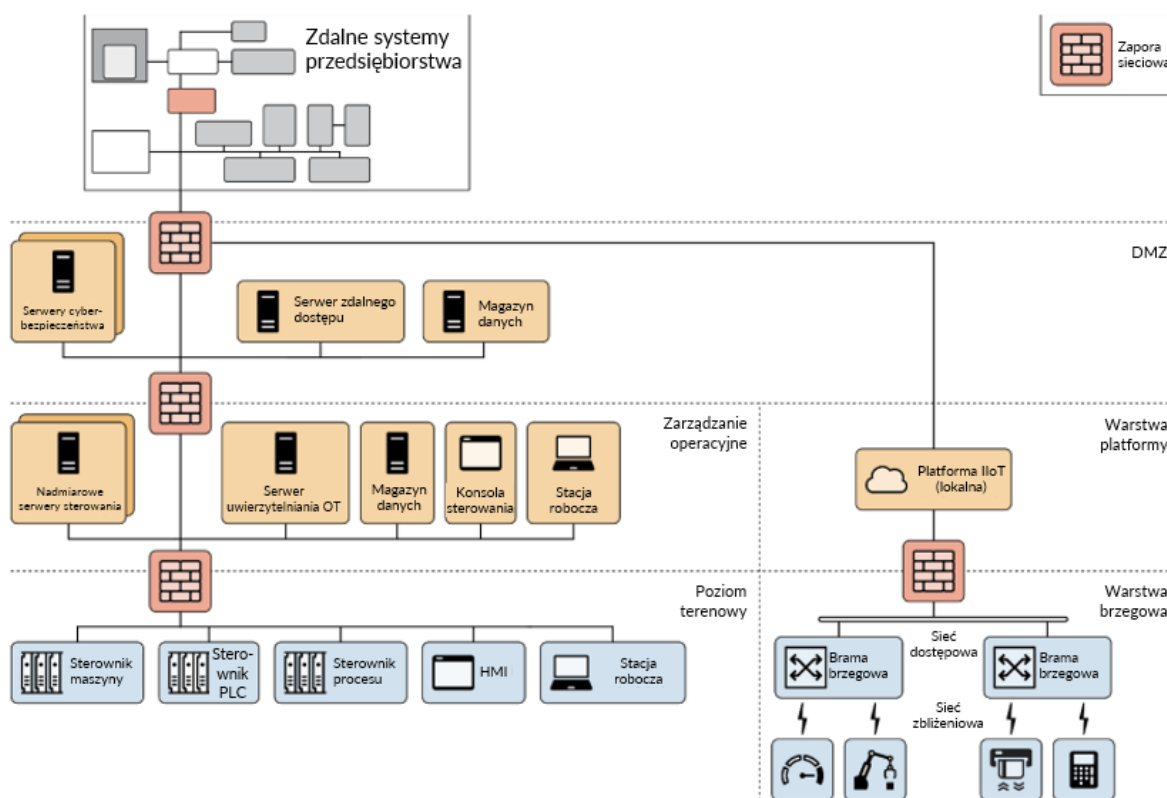 Zdalne systemy
przedsiębiorstwa
Zapora
sieciowa
DMZ
Serwery cyber-
bezpieczeństwa
Serwer zdalnego
dostępu
Magazyn
danych
Zarządzanie
operacyjne
Warstwa
platformy
Nadmiarowe
serwery sterowania
Serwer
uwierzytelniania OT
Magazyn
danych
Konsola
sterowania
Stacja
robocza
Platforma IIoT
(lokalna)
Poziom
terenowy
Warstwa
brzegowa
Sterownik
maszyny
Stero-
wnik
PLC
Sterownik
procesu
HMI
Stacja
robocza
Sieć
dostępowa
Brama
brzegowa
Brama
brzegowa
Sieć
zbliżeniowa